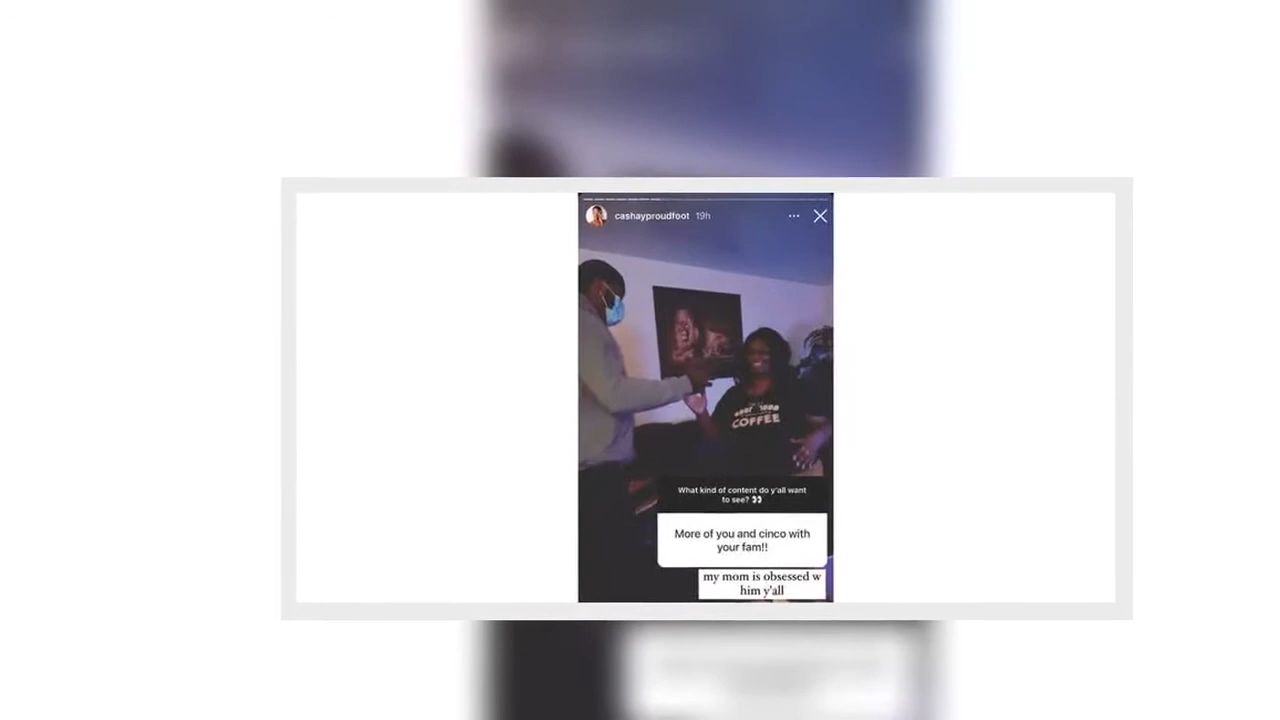 cashayproudfoot 19h
COFFEE
What kind of content do y'all want
to see? 👀
More of you and cinco with
your fam!!
my mom is obsessed w
him y'all